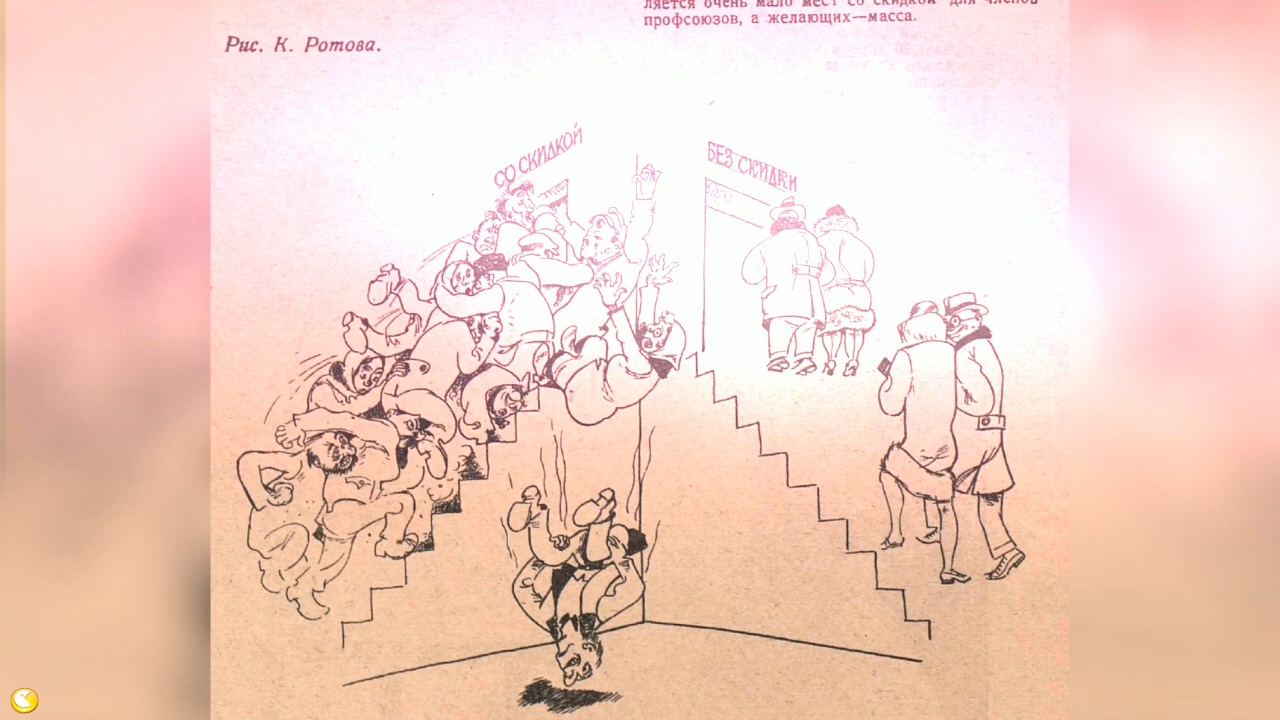 ляется очень мало мест со скидкой для членов
профсоюзов, а желающих—масса.
Рис. К. Ротова.
СО СКИДКОЙ
БЕЗ СКИДКИ